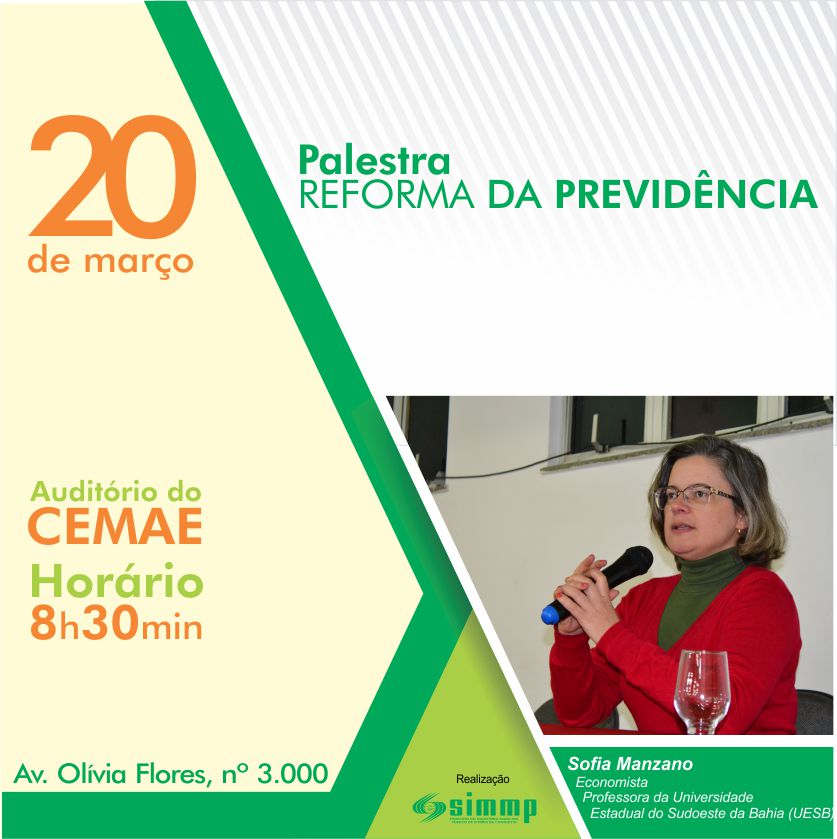 20
de março
Palestra
REFORMA DA PREVIDÊNCIA
Auditório do
CEMAE
Horário
8h30min
Av. Olívia Flores, nº 3.000
Realização
simmp
Sofia Manzano
Economista
Professora da Universidade
Estadual do Sudoeste da Bahia (UESB)